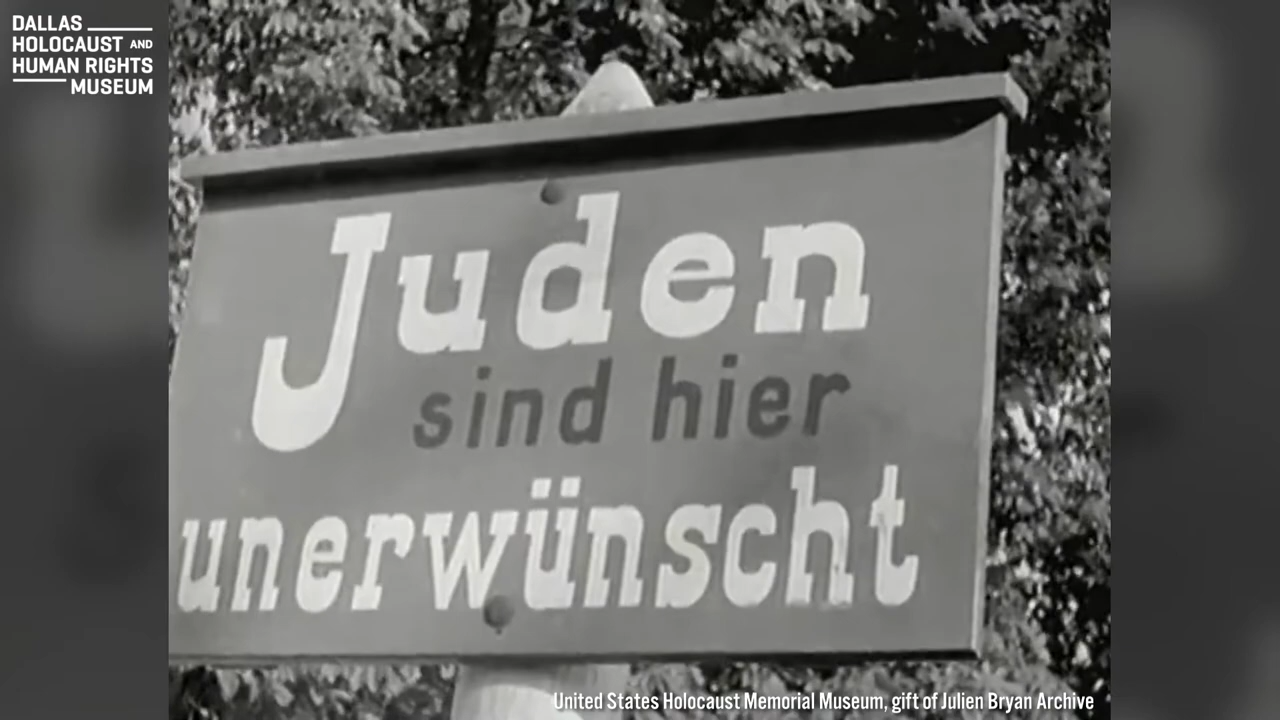 DALLAS
HOLOCAUST AND
HUMAN RIGHTS
MUSEUM
Juden
sind hier
unerwünscht
United States Holocaust Memorial Museum, gift of Julien Bryan Archive